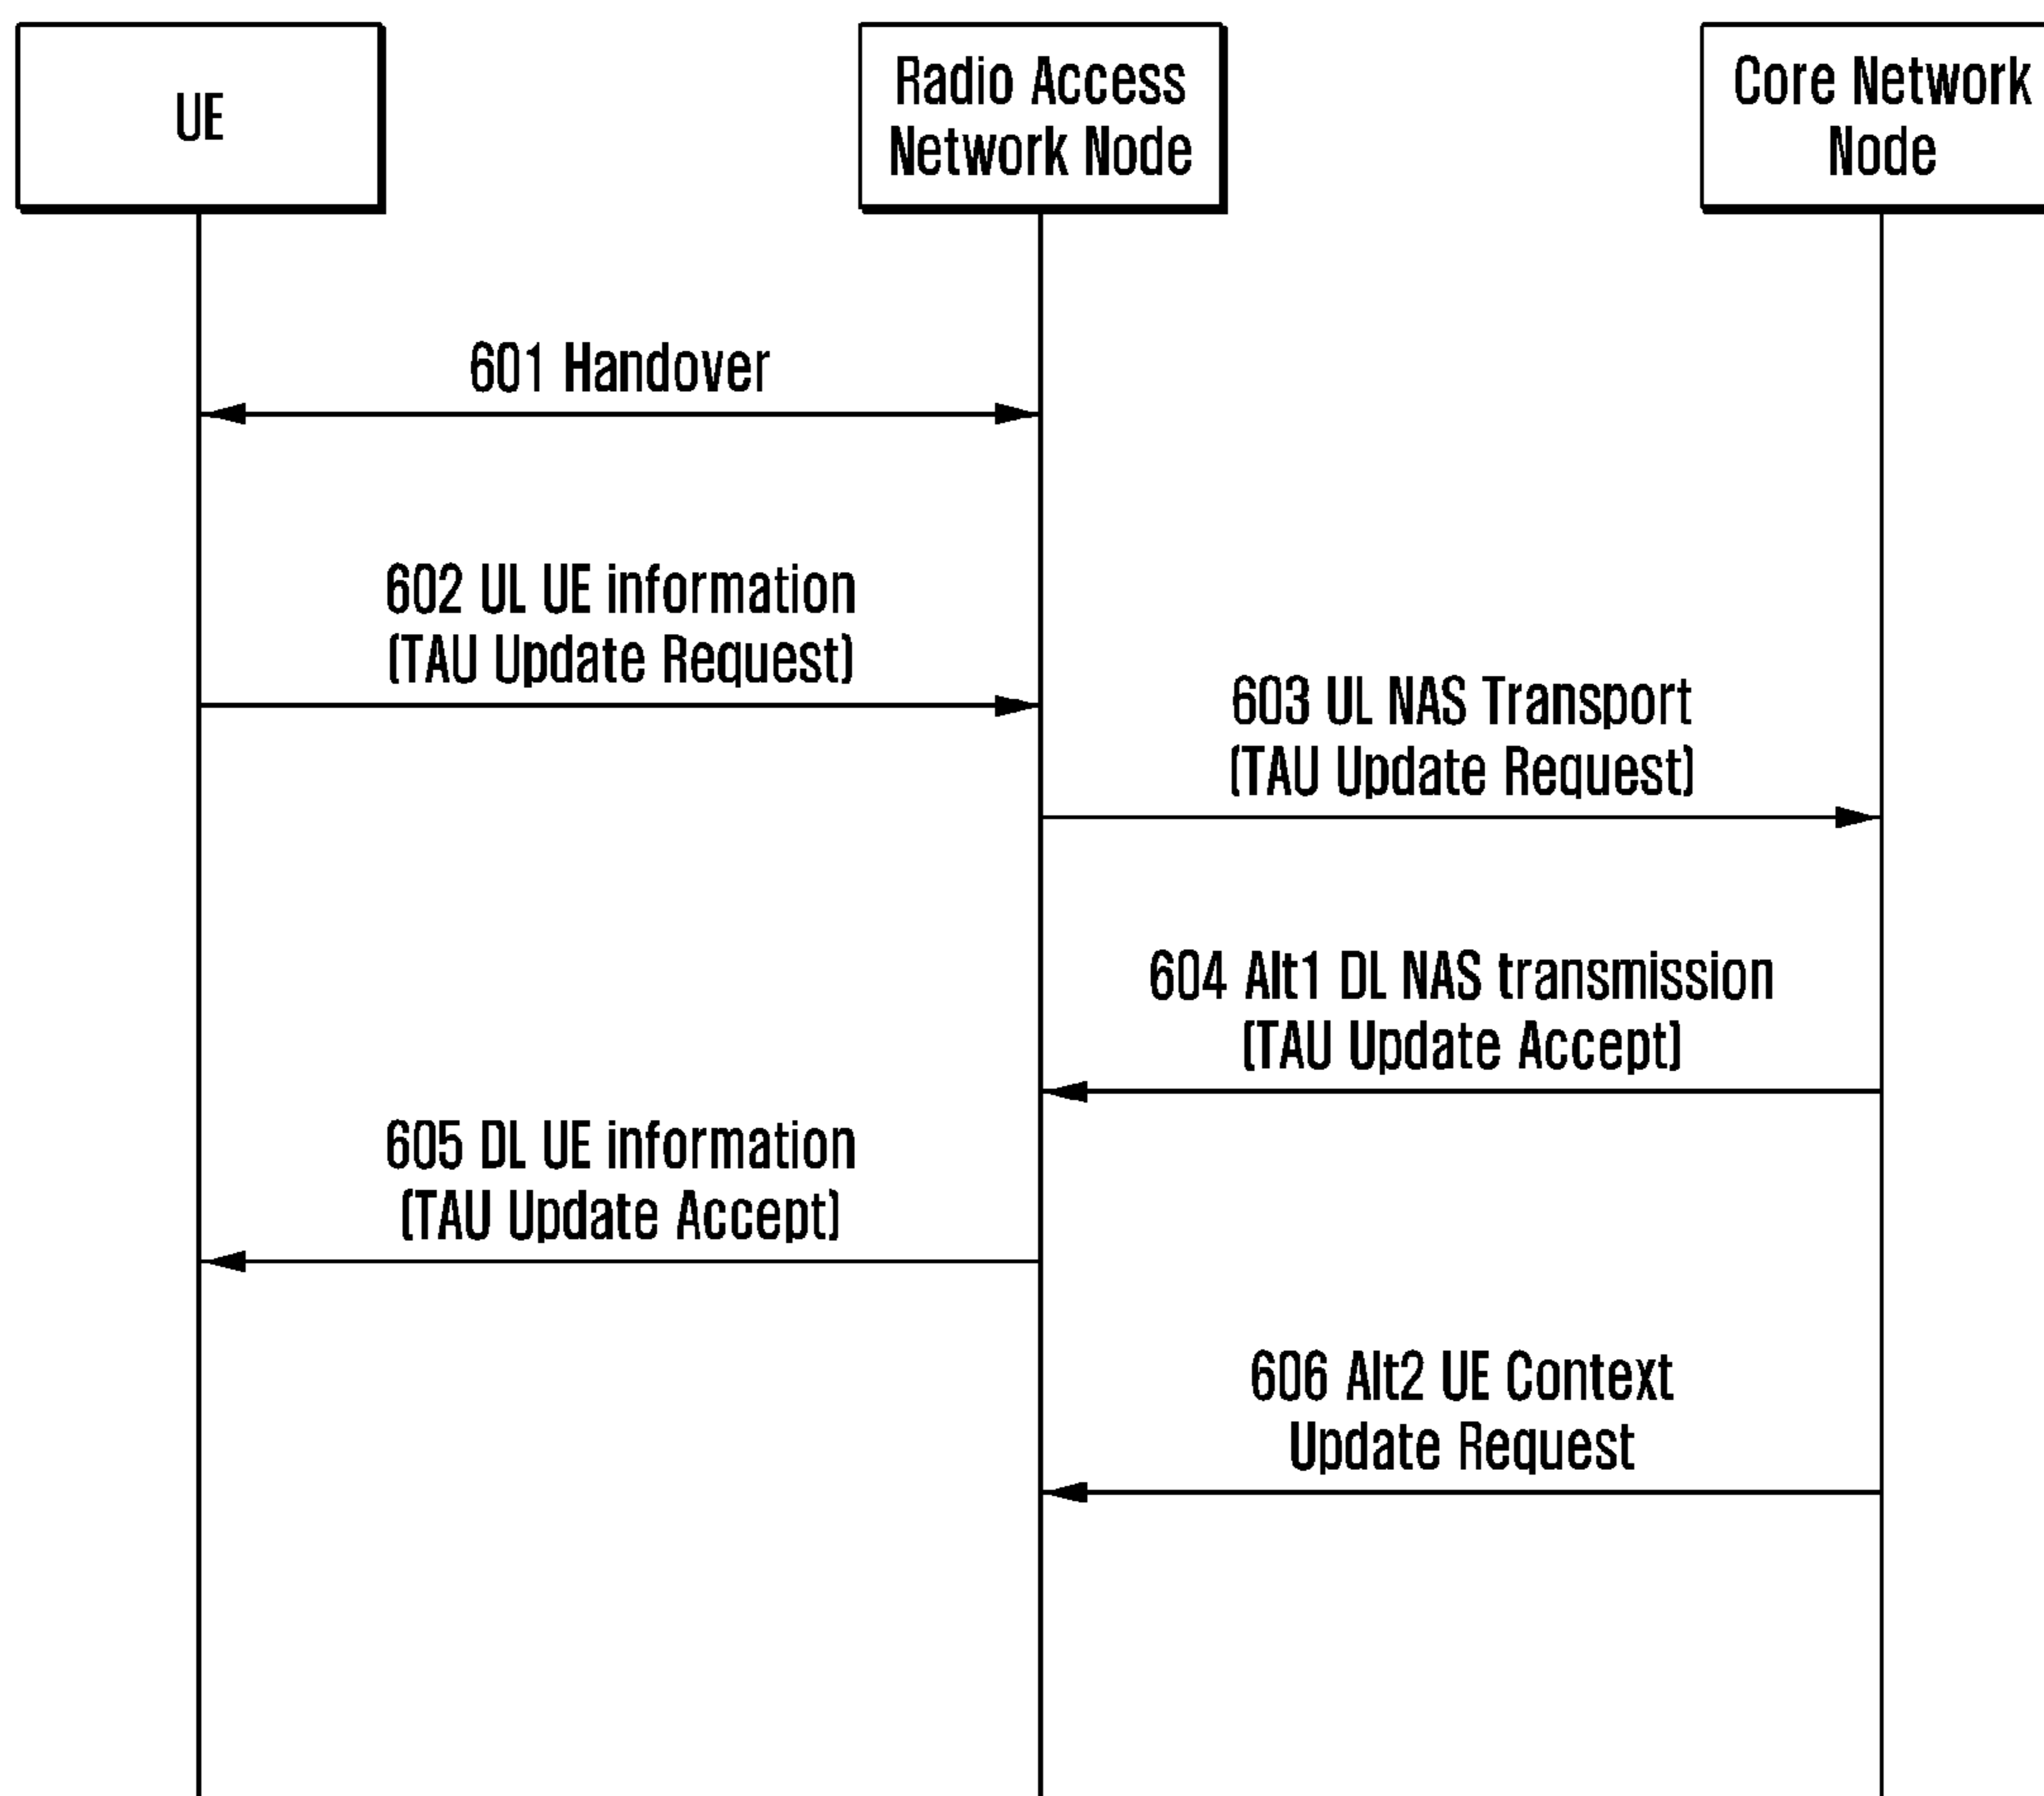 UE
Radio Access
Network Node
Core Network
Node
601 Handover
602 UL UE information
(TAU Update Request)
603 UL NAS Transport
(TAU Update Request)
604 Alt1 DL NAS transmission
(TAU Update Accept)
605 DL UE information
(TAU Update Accept)
606 Alt2 UE Context
Update Request